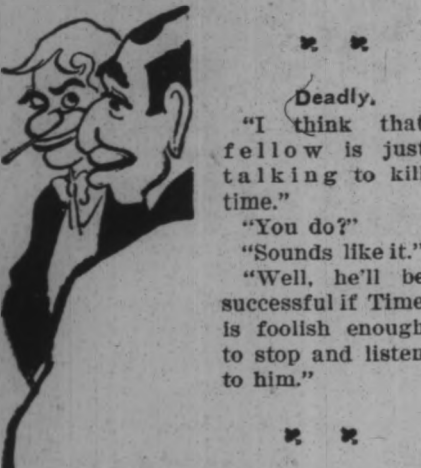 Deadly.
"I think that
fellow is just
talking to kill
time."
"You do?"
"Sounds like it."
"Well, he'll be
successful if Time
is foolish enough
to stop and listen
to him."